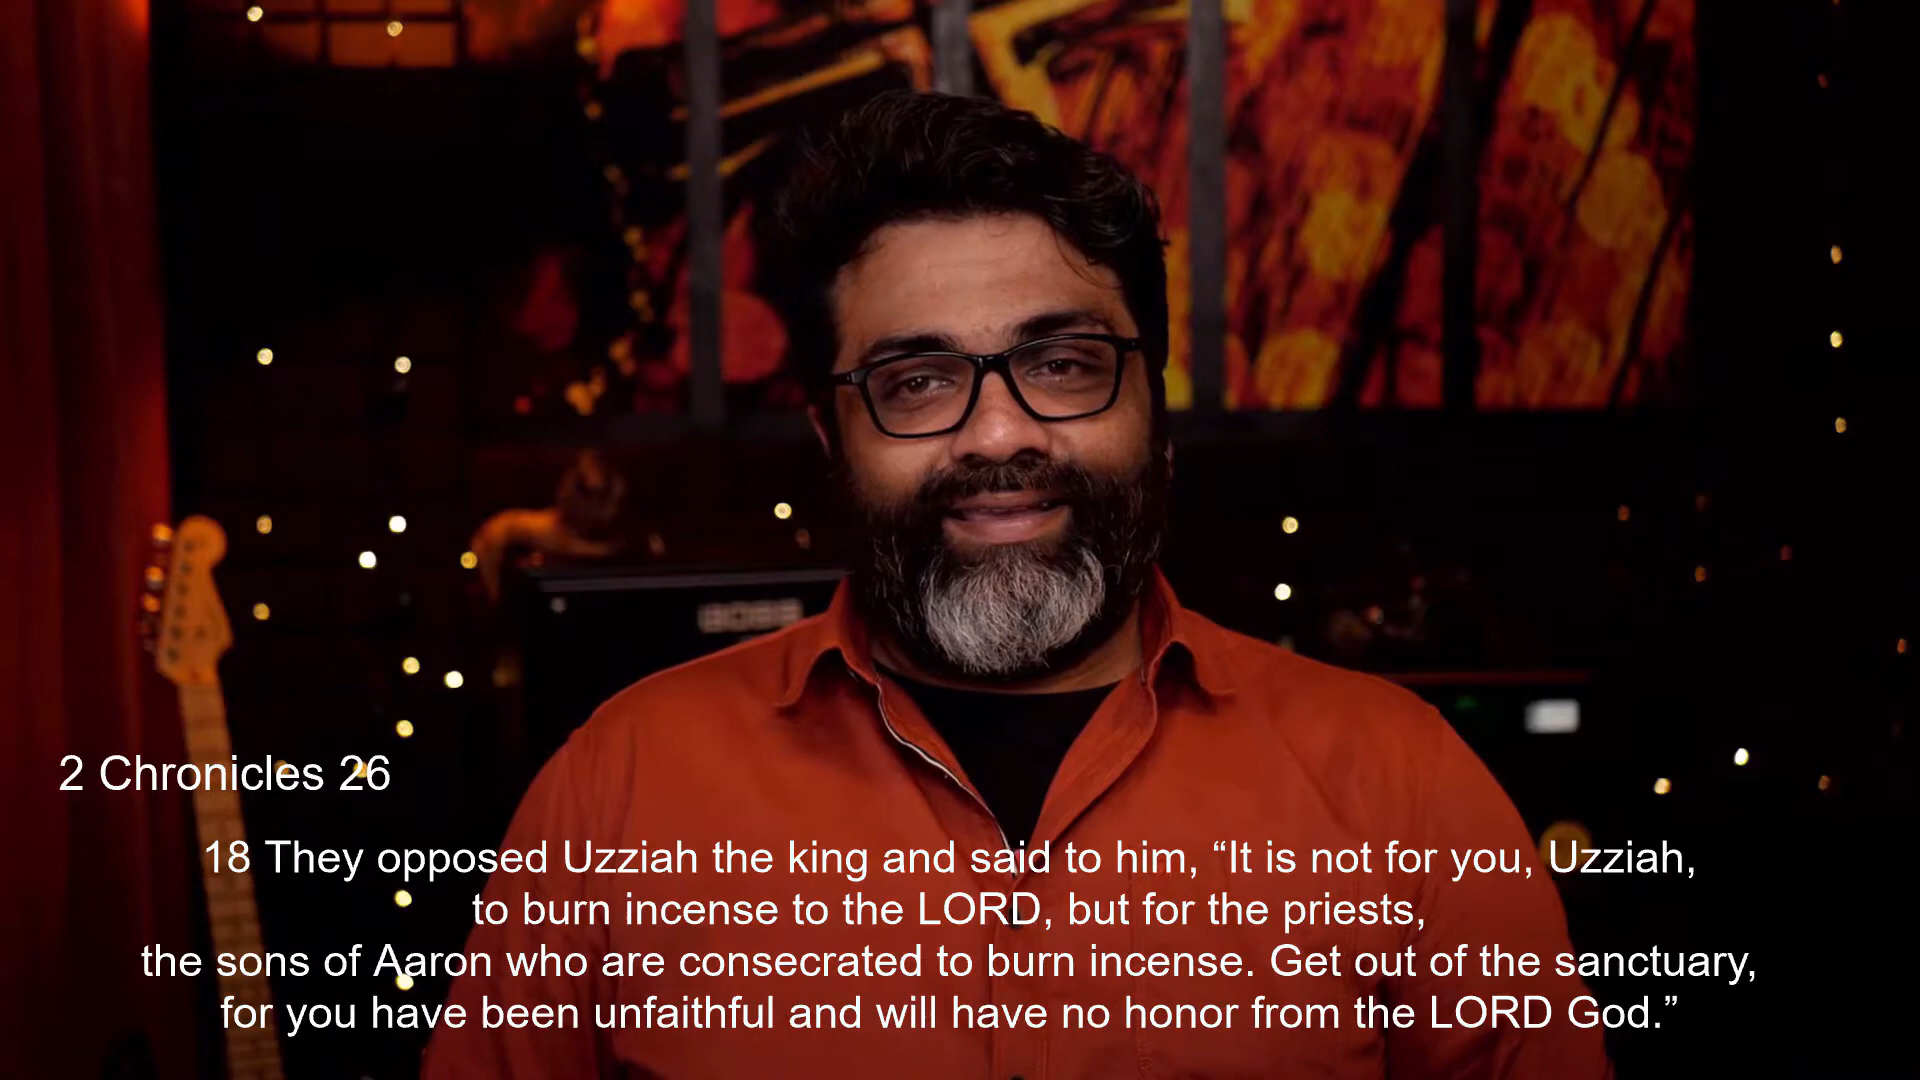 BOSS
2 Chronicles 26
18 They opposed Uzziah the king and said to him, “It is not for you, Uzziah,
to burn incense to the LORD, but for the priests,
the sons of Aaron who are consecrated to burn incense. Get out of the sanctuary,
for you have been unfaithful and will have no honor from the LORD God.”